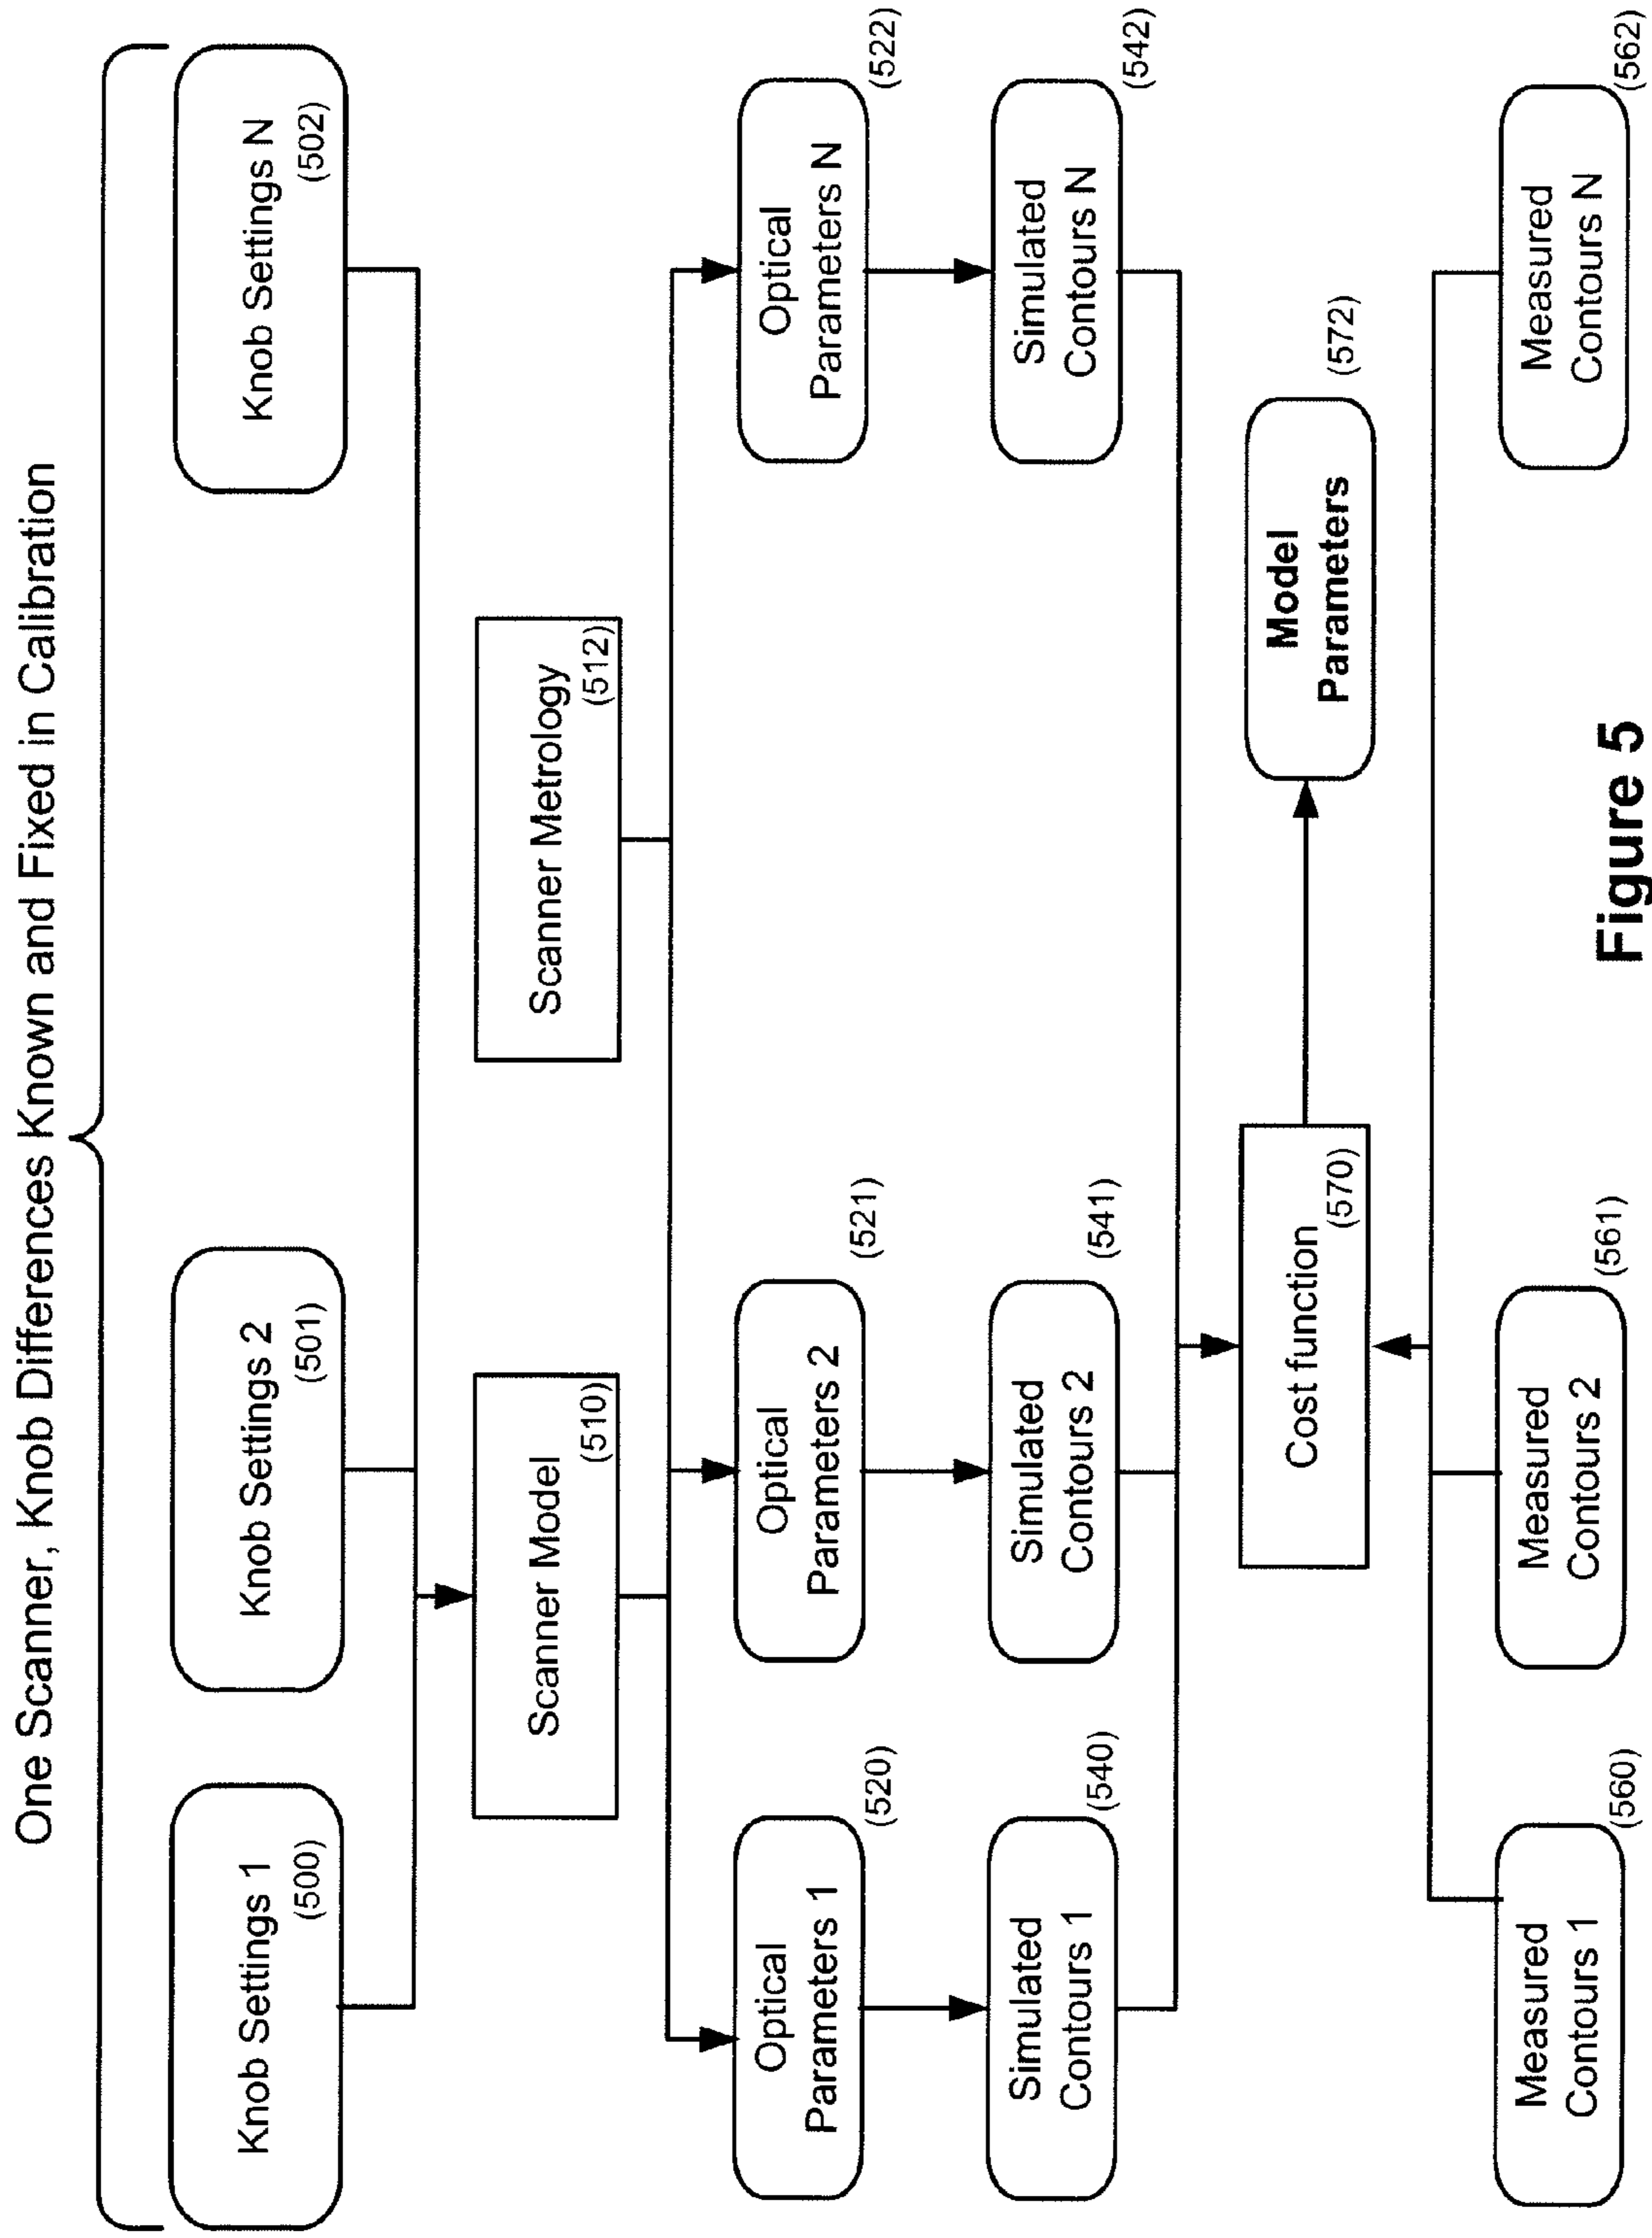 One Scanner, Knob Differences Known and Fixed in Calibration
Knob Settings 1
(500)
Knob Settings 2
(501)
Knob Settings N
(502)
Scanner Model
(510)
Scanner Metrology
(512)
Optical
Parameters 1
(520)
Optical
Parameters 2
(521)
Optical
Parameters N
(522)
Simulated
Contours 1
(540)
Simulated
Contours 2
(541)
Simulated
Contours N
(542)
Cost function
(570)
Model
Parameters
(572)
Measured
Contours 1
(560)
Measured
Contours 2
(561)
Measured
Contours N
(562)
Figure 5